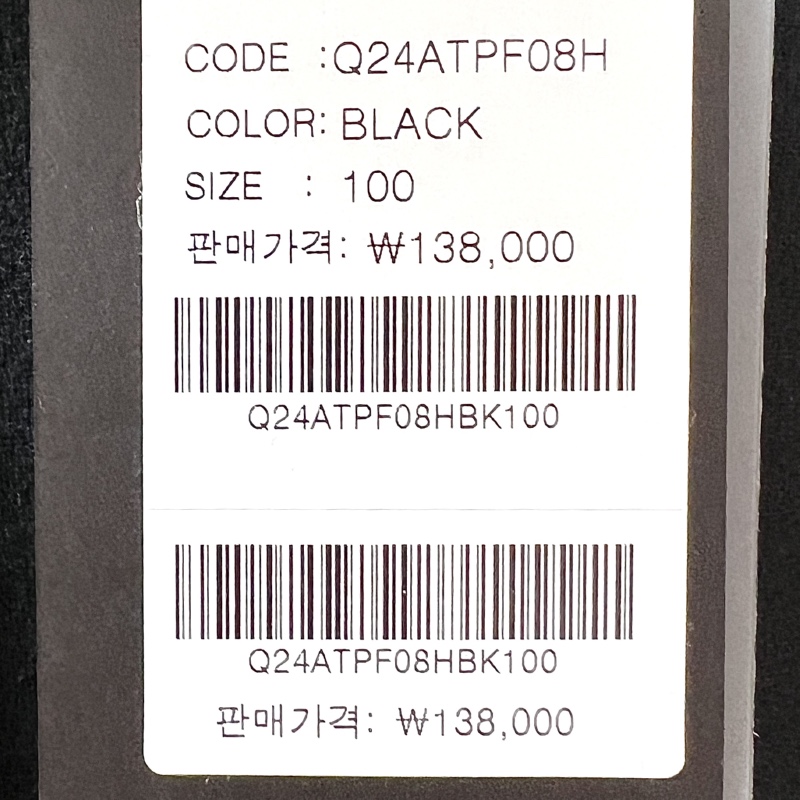 CODE :Q24ATPF08H
COLOR: BLACK
SIZE : 100
판매가격: ₩138,000
Q24ATPF08HBK100
Q24ATPF08HBK100
판매가격: ₩138,000